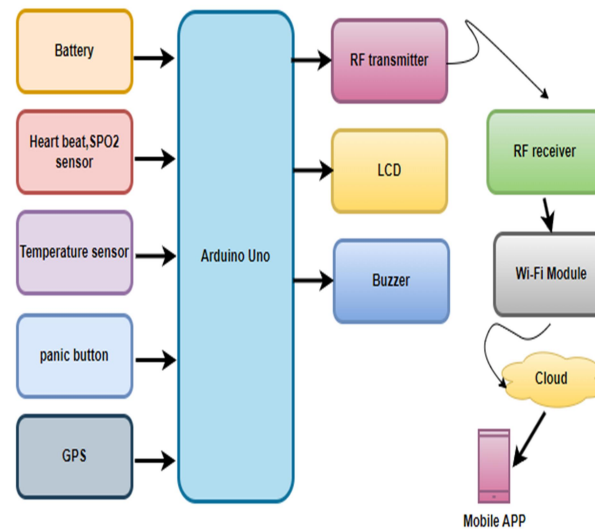 Battery
Heart beat,SPO2
sensor
Temperature sensor
panic button
GPS
Arduino Uno
RF transmitter
LCD
Buzzer
RF receiver
Wi-Fi Module
Cloud
Mobile APP